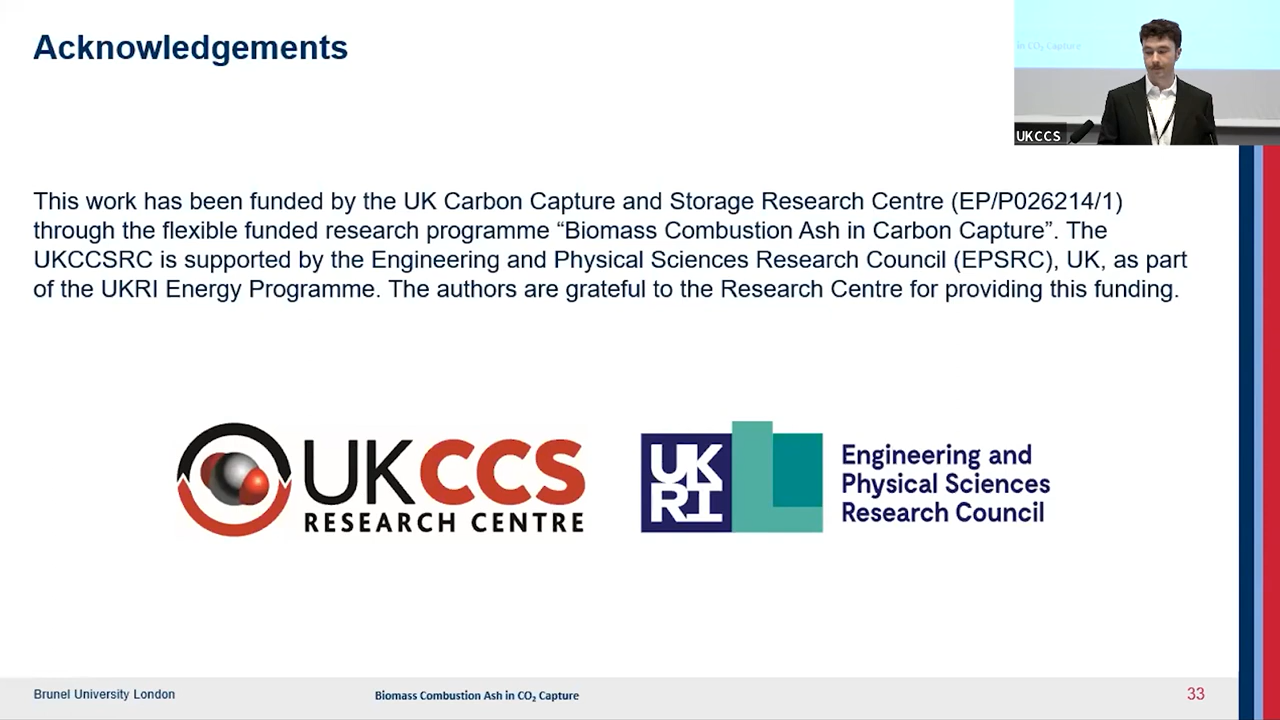 Acknowledgements
in CO₂ Capture
UKCCS
This work has been funded by the UK Carbon Capture and Storage Research Centre (EP/P026214/1)
through the flexible funded research programme “Biomass Combustion Ash in Carbon Capture”. The
UKCCSRC is supported by the Engineering and Physical Sciences Research Council (EPSRC), UK, as part
of the UKRI Energy Programme. The authors are grateful to the Research Centre for providing this funding.
UKCCS
RESEARCH CENTRE
UK
RI
Engineering and
Physical Sciences
Research Council
Brunel University London
Biomass Combustion Ash in CO₂ Capture
33